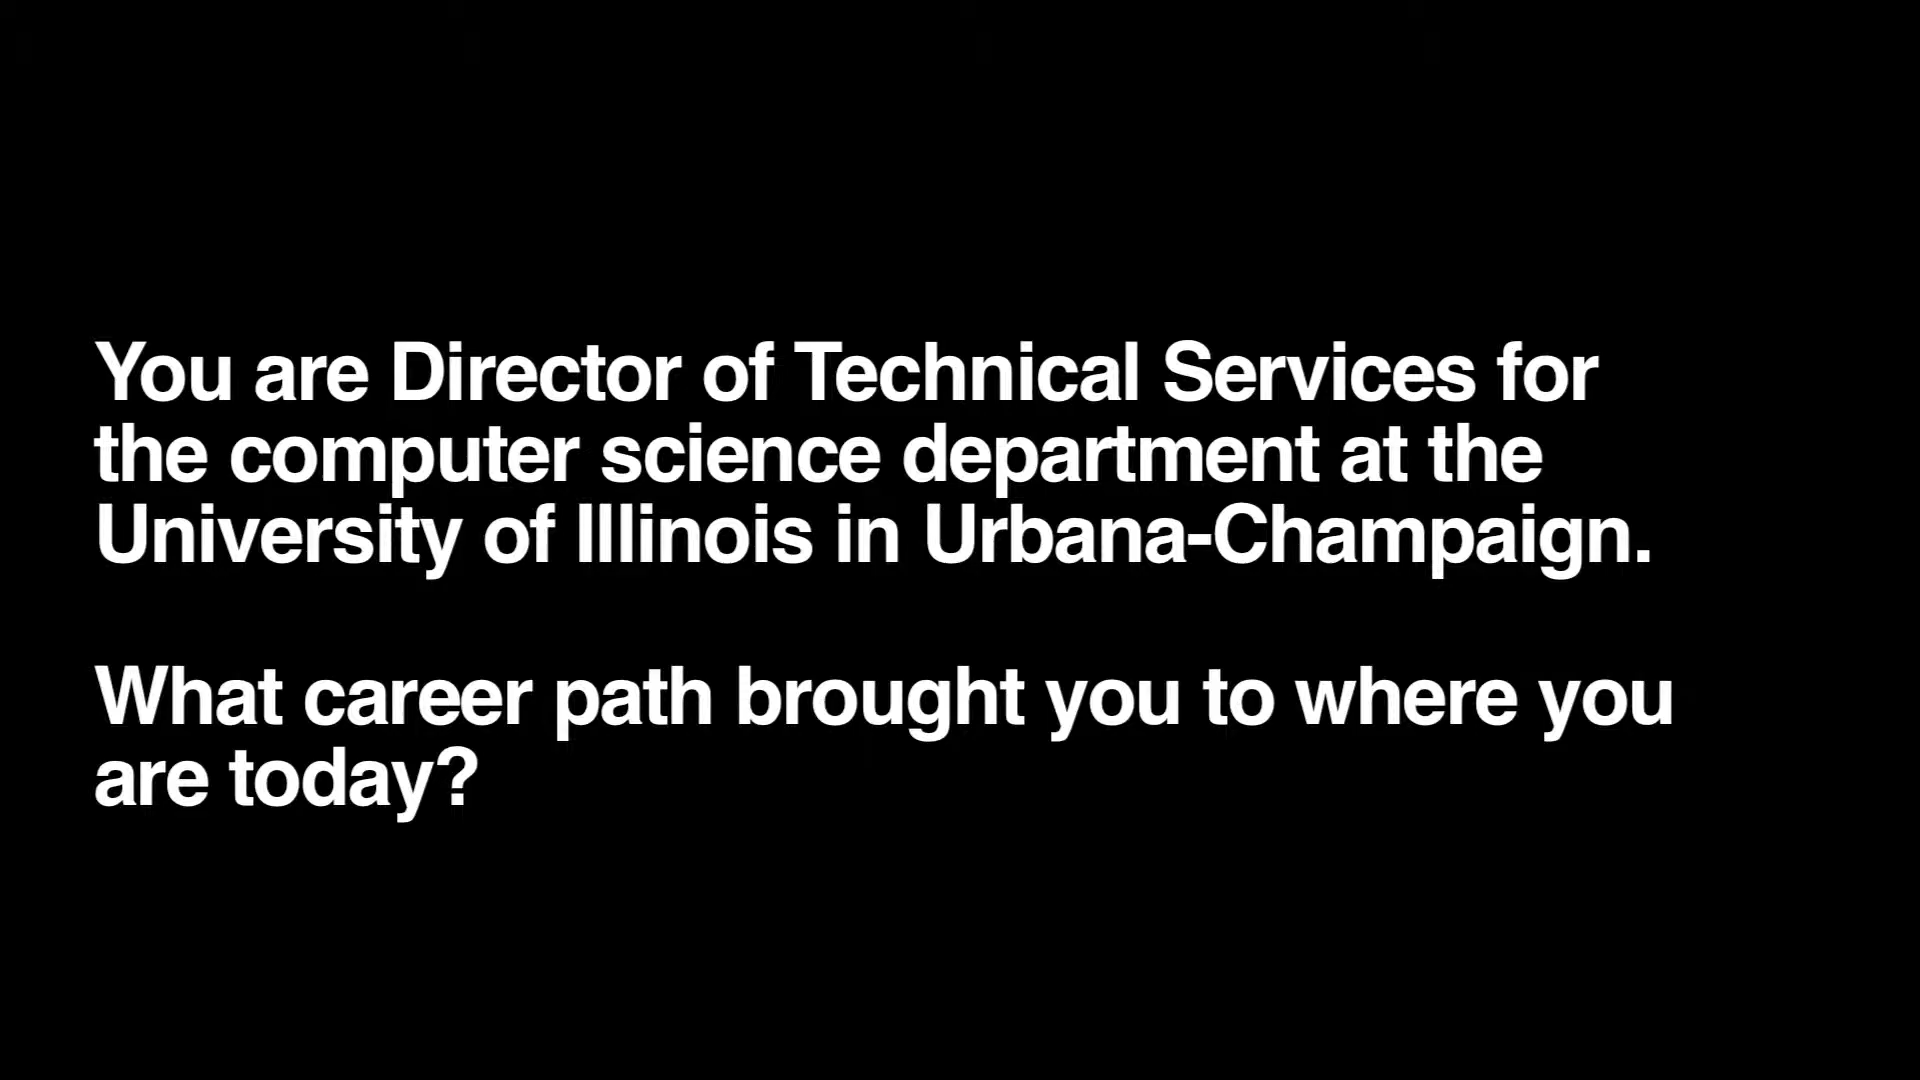 You are Director of Technical Services for
the computer science department at the
University of Illinois in Urbana-Champaign.
What career path brought you to where you
are today?